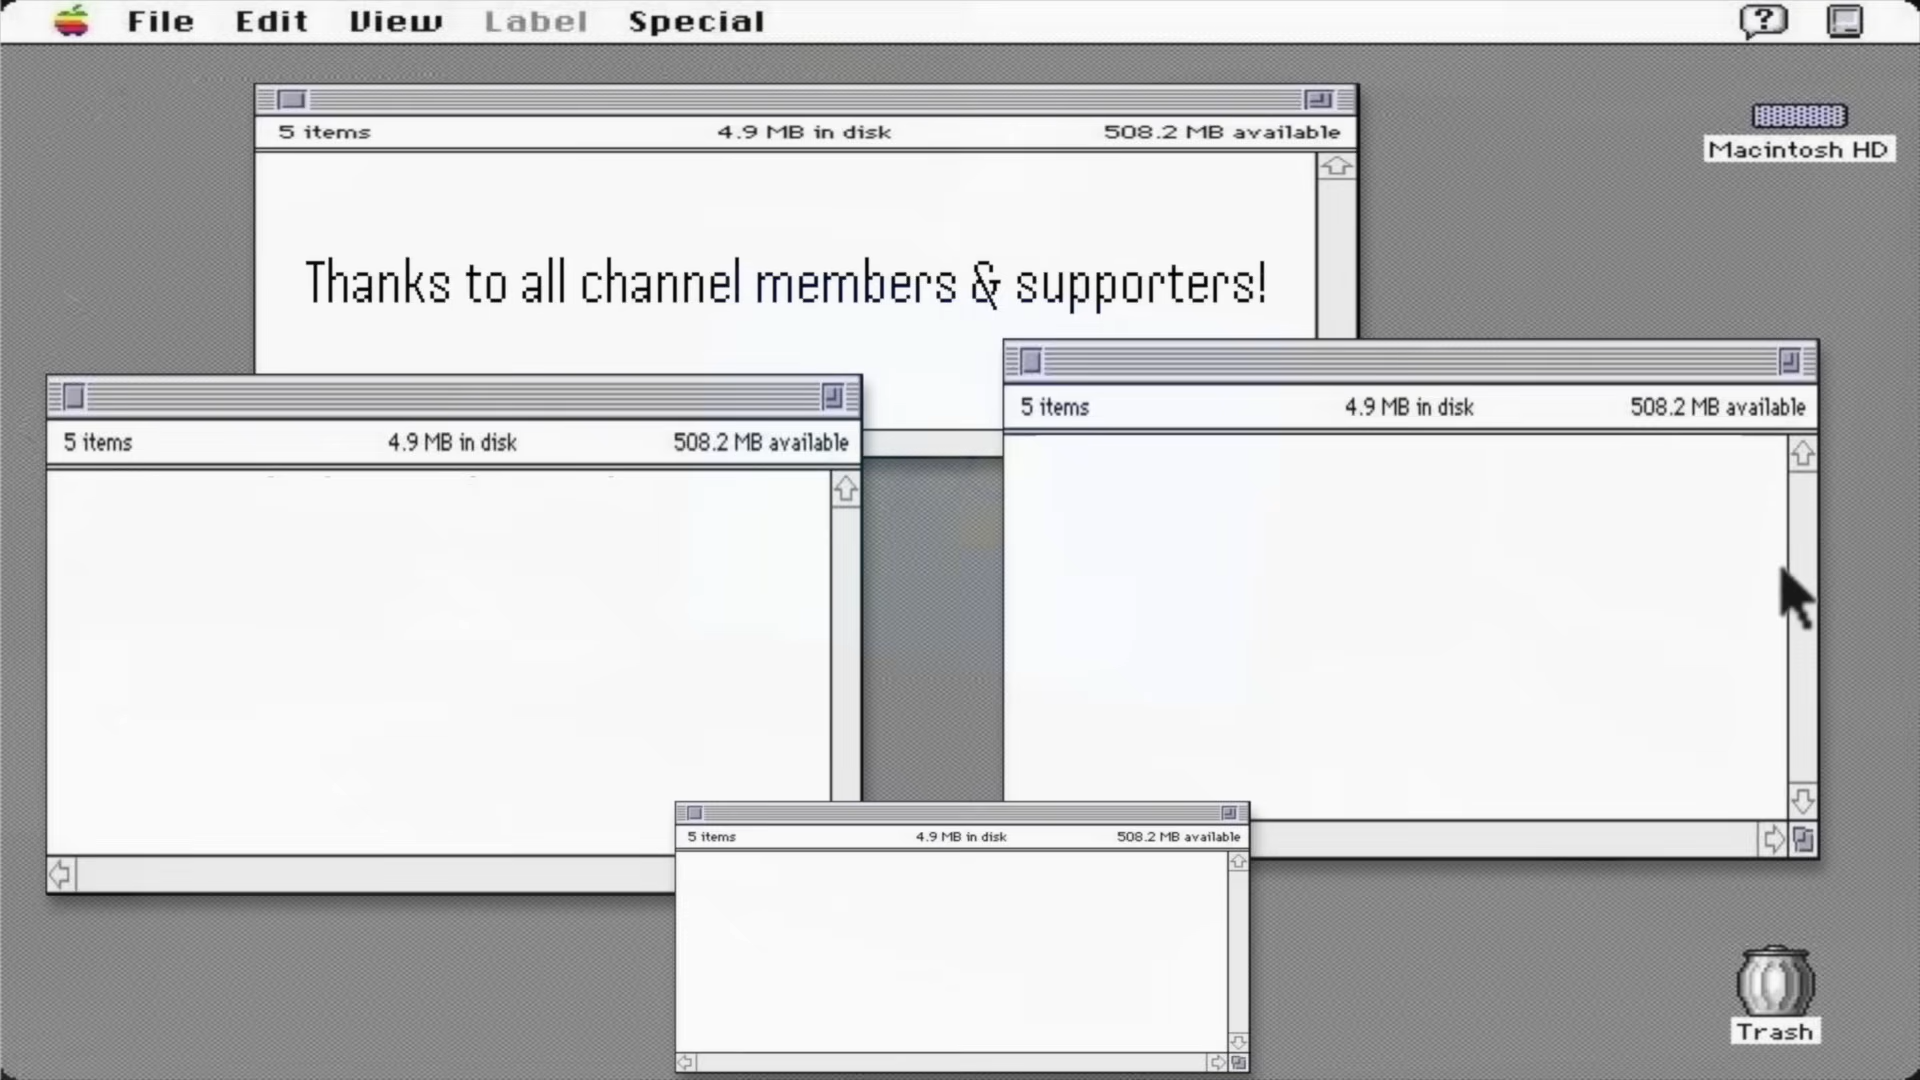 File Edit View Label Special
5 items 4.9 MB in disk 508.2 MB available
Macintosh HD
Thanks to all channel members & supporters!
5 items 4.9 MB in disk 508.2 MB available
5 items 4.9 MB in disk 508.2 MB available
5 items 4.9 MB in disk 508.2 MB available
Trash